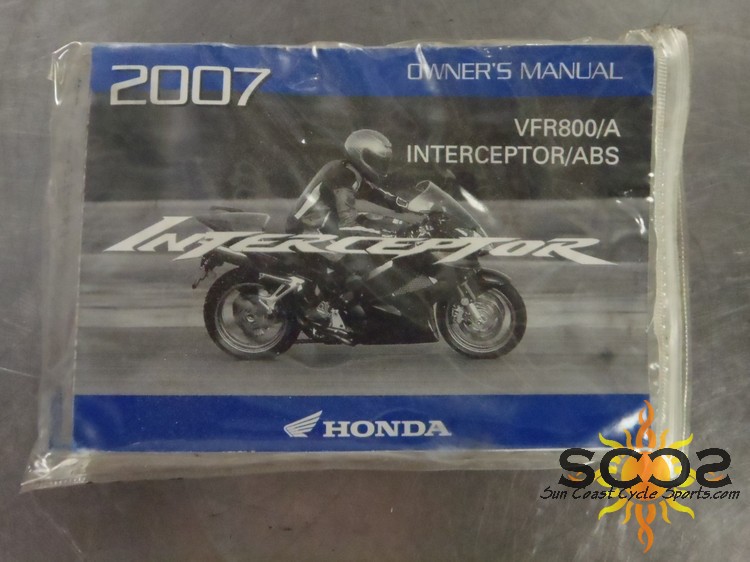 2007
OWNER'S MANUAL
VFR800/A
INTERCEPTOR/ABS
INTERCEPTOR
HONDA
SCCS
Sun Coast Cycle Sports.com